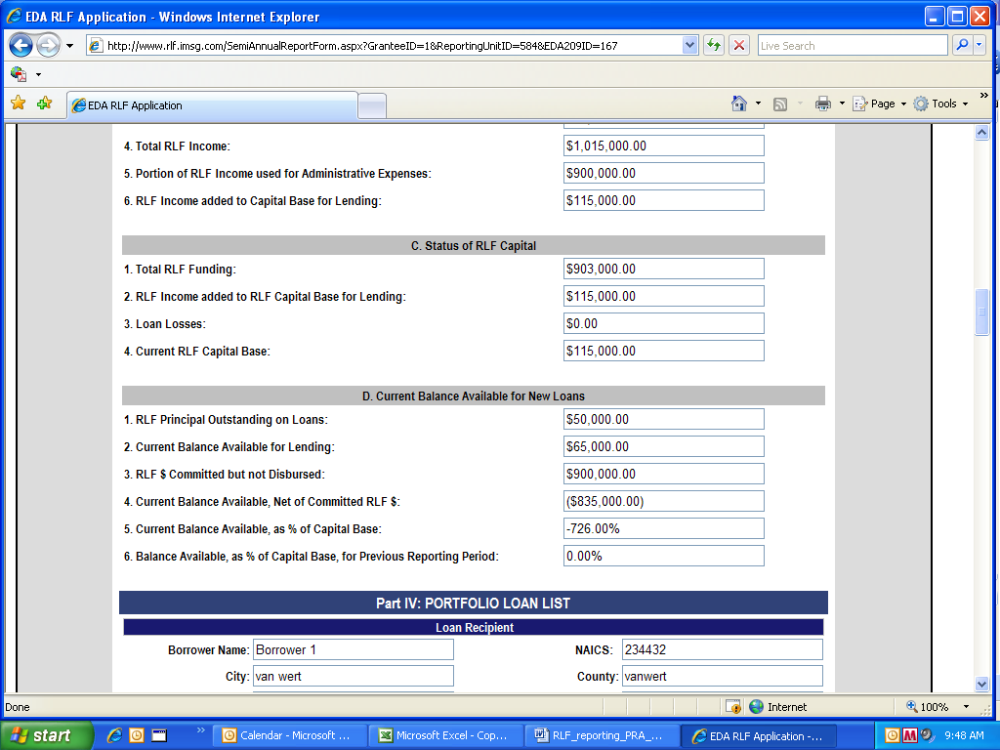 EDA RLF Application - Windows Internet Explorer
http://www.rlf.imsg.com/SemiAnnualReportForm.aspx?GranteeID=1&ReportingUnitID=584&EDA209ID=167
Live Search
EDA RLF Application
Page
Tools
4. Total RLF Income: $1,015,000.00
5. Portion of RLF Income used for Administrative Expenses: $900,000.00
6. RLF Income added to Capital Base for Lending: $115,000.00
C. Status of RLF Capital
1. Total RLF Funding: $903,000.00
2. RLF Income added to RLF Capital Base for Lending: $115,000.00
3. Loan Losses: $0.00
4. Current RLF Capital Base: $115,000.00
D. Current Balance Available for New Loans
1. RLF Principal Outstanding on Loans: $50,000.00
2. Current Balance Available for Lending: $65,000.00
3. RLF $ Committed but not Disbursed: $900,000.00
4. Current Balance Available, Net of Committed RLF $: ($835,000.00)
5. Current Balance Available, as % of Capital Base: -726.00%
6. Balance Available, as % of Capital Base, for Previous Reporting Period: 0.00%
Part IV: PORTFOLIO LOAN LIST
Loan Recipient
Borrower Name: Borrower 1 NAICS: 234432
City: van wert County: vanwert
Done Internet 100%
start Calendar - Microsoft ... Microsoft Excel - Cop... RLF_reporting_PRA_... EDA RLF Application -... 9:48 AM